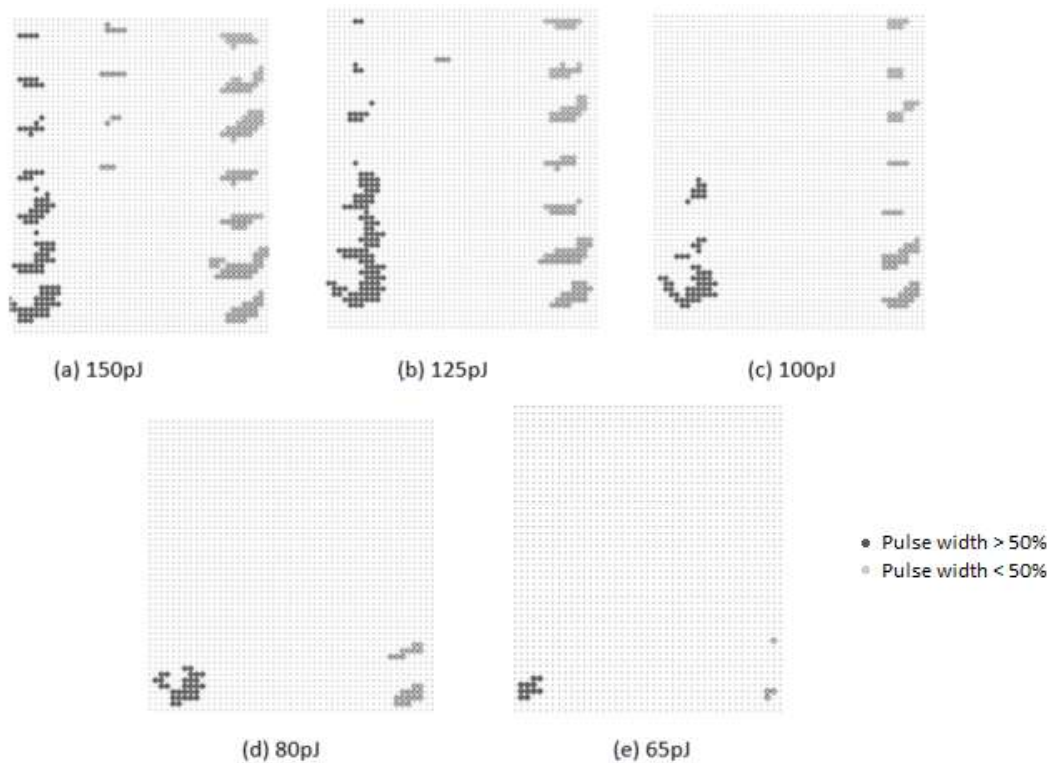 (a) 150pJ
(b) 125pJ
(c) 100pJ
Pulse width > 50%
Pulse width < 50%
(d) 80pJ
(e) 65pJ